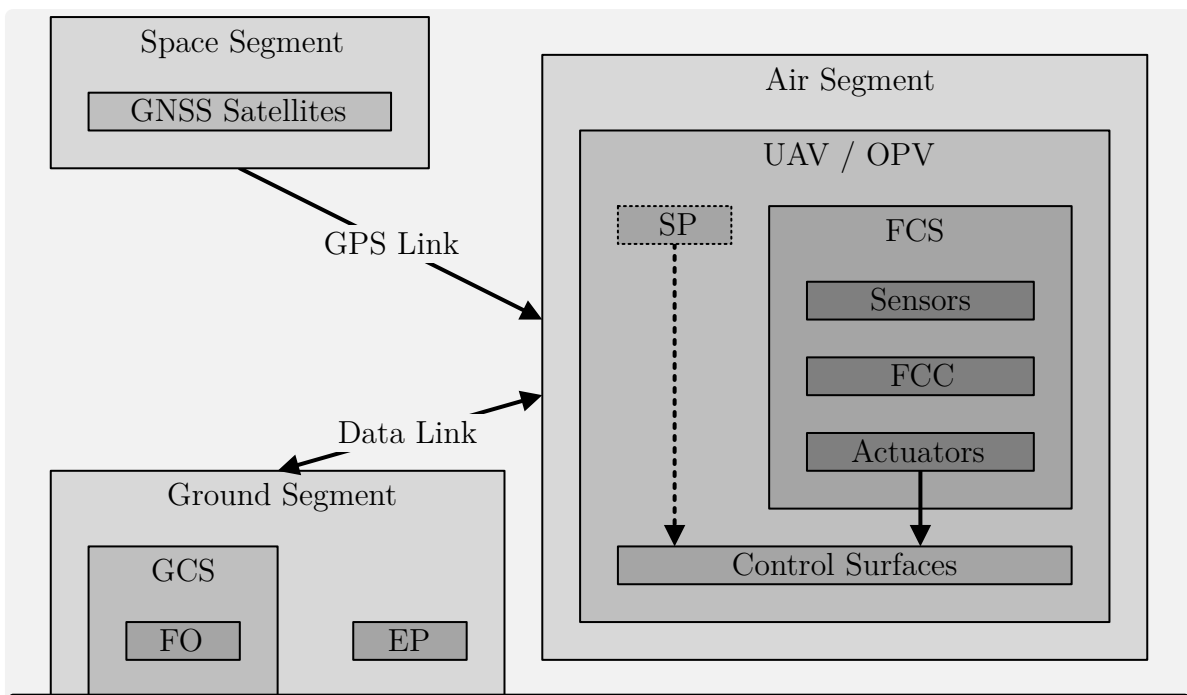 Space Segment
GNSS Satellites
GPS Link
Data Link
Ground Segment
GCS
FO
EP
Air Segment
UAV / OPV
SP
FCS
Sensors
FCC
Actuators
Control Surfaces